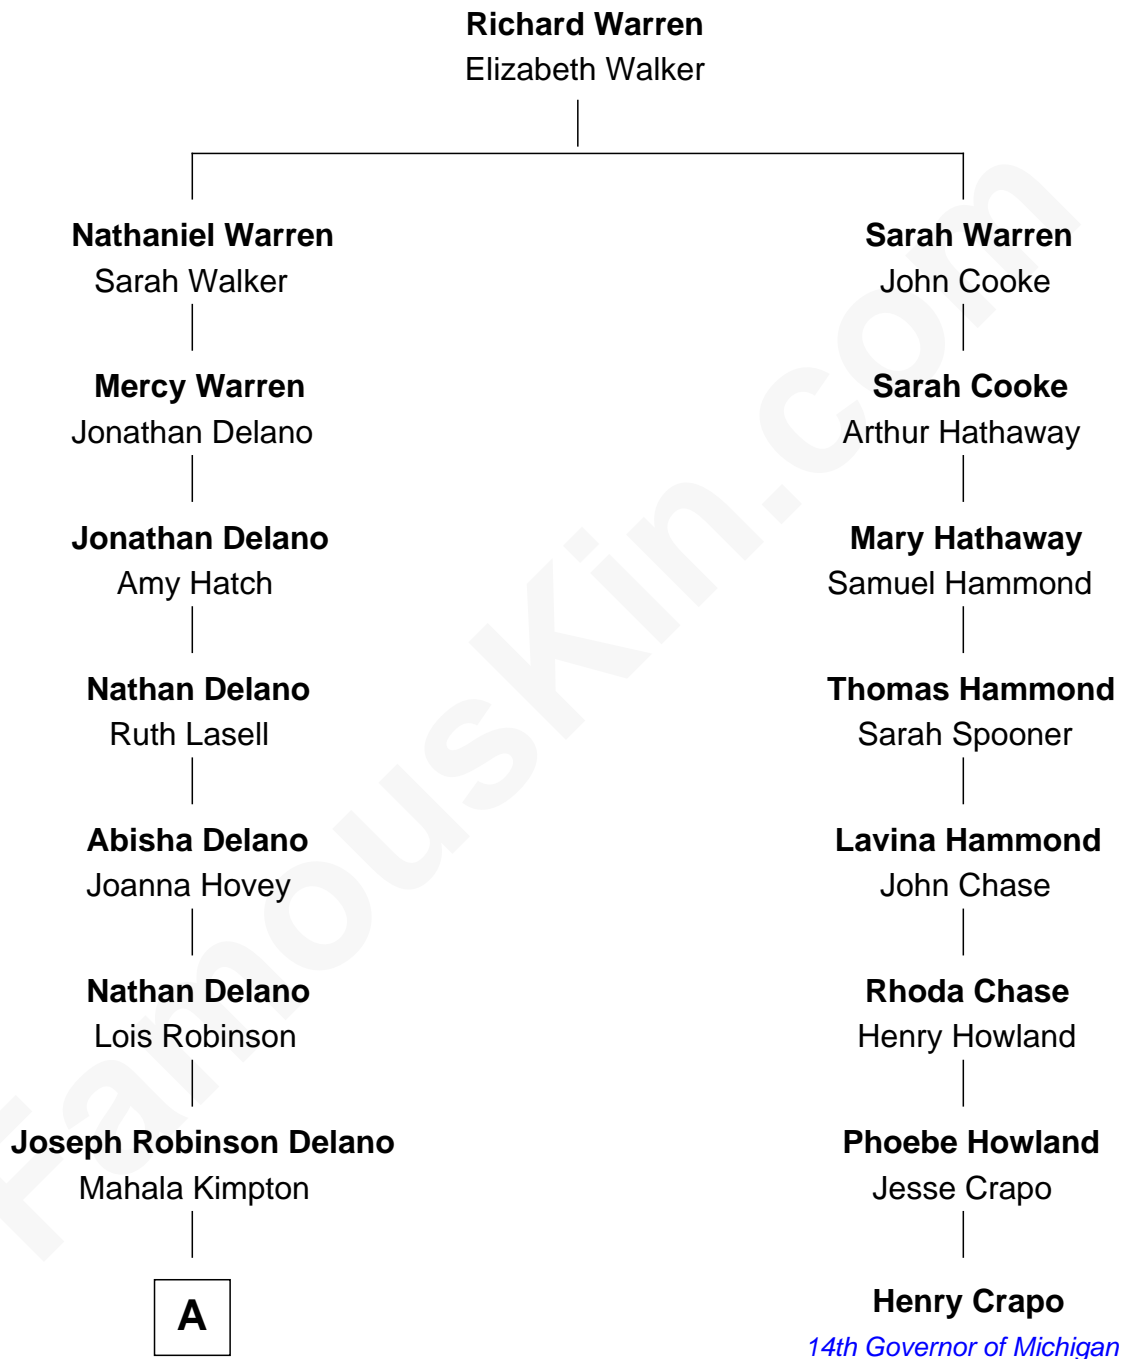 Richard Warren
Elizabeth Walker
Nathaniel Warren
Sarah Walker
Sarah Warren
John Cooke
Mercy Warren
Jonathan Delano
Sarah Cooke
Arthur Hathaway
Jonathan Delano
Amy Hatch
Mary Hathaway
Samuel Hammond
Nathan Delano
Ruth Lasell
Thomas Hammond
Sarah Spooner
Abisha Delano
Joanna Hovey
Lavina Hammond
John Chase
Nathan Delano
Lois Robinson
Rhoda Chase
Henry Howland
Joseph Robinson Delano
Mahala Kimpton
Phoebe Howland
Jesse Crapo
A
Henry Crapo
14th Governor of Michigan
FamousKin.com